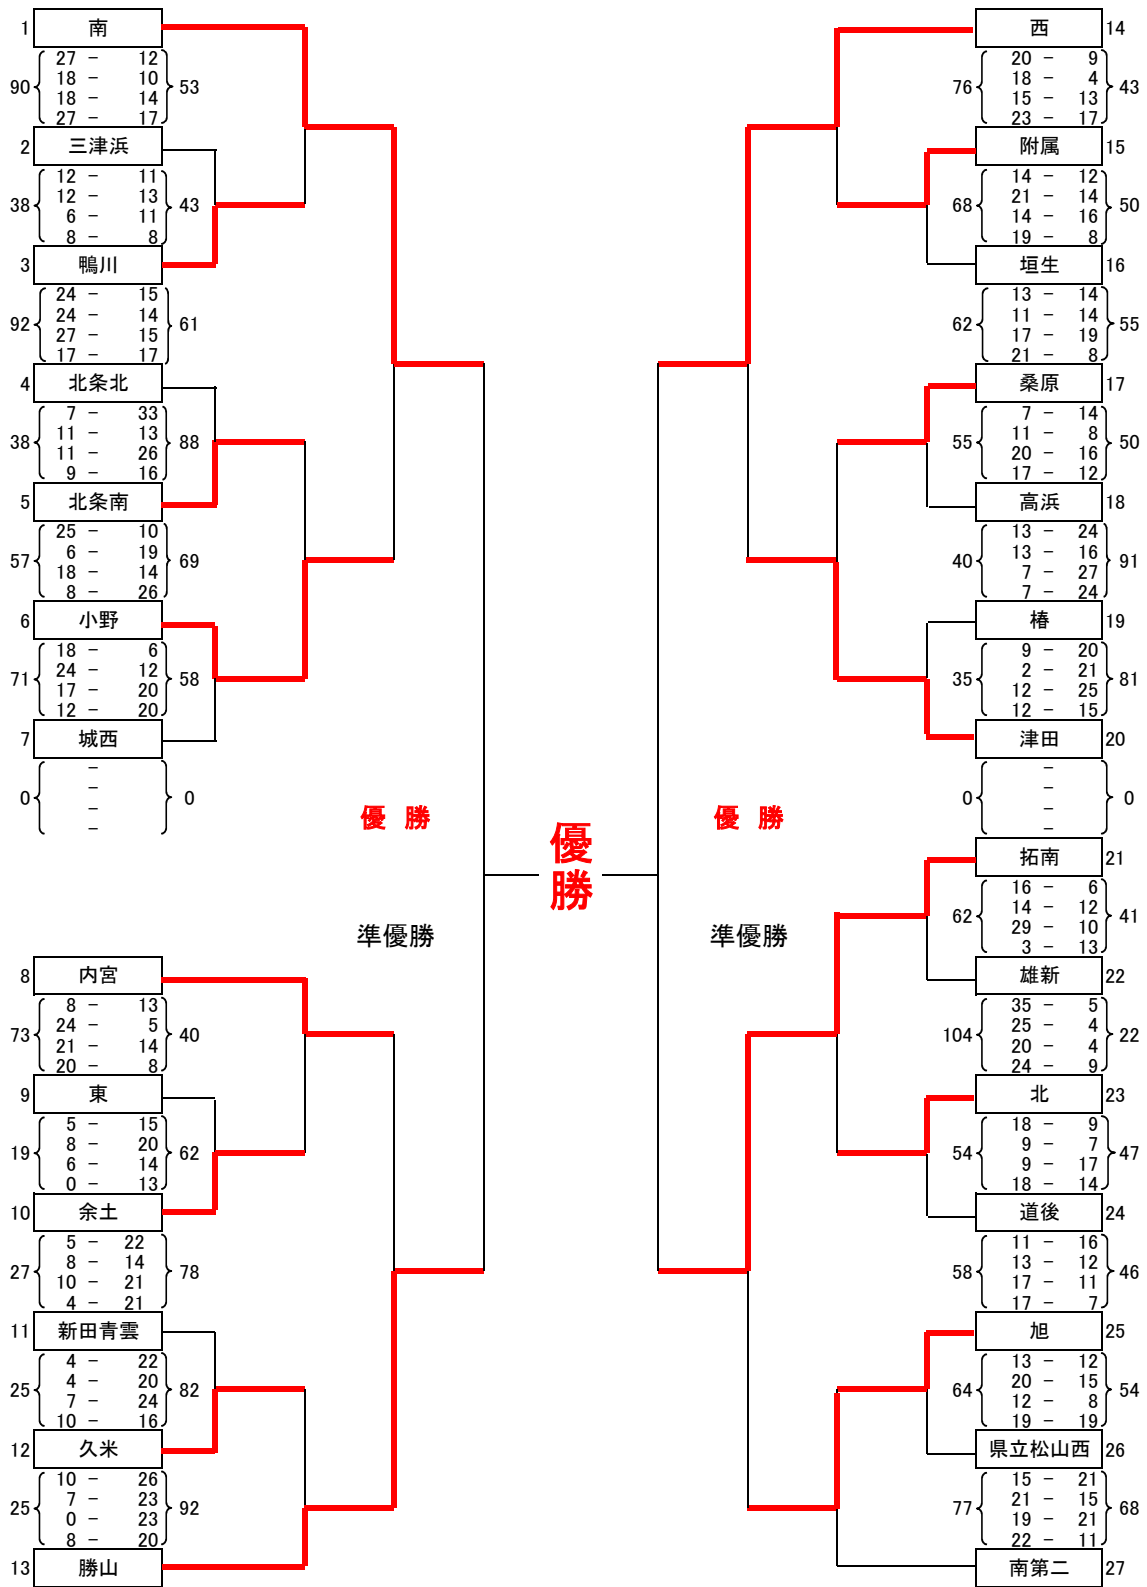 1 南
27 － 12
90 18 － 10 53
18 － 14
27 － 17
2 三津浜
12 － 11
38 12 － 13 43
6 － 11
8 － 8
3 鴨川
24 － 15
92 24 － 14 61
27 － 15
17 － 17
4 北条北
7 － 33
38 11 － 13 88
11 － 26
9 － 16
5 北条南
25 － 10
57 6 － 19 69
18 － 14
8 － 26
6 小野
18 － 6
71 24 － 12 58
17 － 20
12 － 20
7 城西
－
0 － 0
－
－
優 勝
準優勝
8 内宮
8 － 13
73 24 － 5 40
21 － 14
20 － 8
9 東
5 － 15
19 8 － 20 62
6 － 14
0 － 13
10 余土
5 － 22
27 8 － 14 78
10 － 21
4 － 21
11 新田青雲
4 － 22
25 4 － 20 82
7 － 24
10 － 16
12 久米
10 － 26
25 7 － 23 92
0 － 23
8 － 20
13 勝山
優
勝
西 14
20 － 9
76 18 － 4 43
15 － 13
23 － 17
附属 15
14 － 12
68 21 － 14 50
14 － 16
19 － 8
垣生 16
13 － 14
62 11 － 14 55
17 － 19
21 － 8
桑原 17
7 － 14
55 11 － 8 50
20 － 16
17 － 12
高浜 18
13 － 24
40 13 － 16 91
7 － 27
7 － 24
椿 19
9 － 20
35 2 － 21 81
12 － 25
12 － 15
津田 20
－
0 － 0
－
－
優 勝
準優勝
拓南 21
16 － 6
62 14 － 12 41
29 － 10
3 － 13
雄新 22
35 － 5
104 25 － 4 22
20 － 4
24 － 9
北 23
18 － 9
54 9 － 7 47
9 － 17
18 － 14
道後 24
11 － 16
58 13 － 12 46
17 － 11
17 － 7
旭 25
13 － 12
64 20 － 15 54
12 － 8
19 － 19
県立松山西 26
15 － 21
77 21 － 15 68
19 － 21
22 － 11
南第二 27